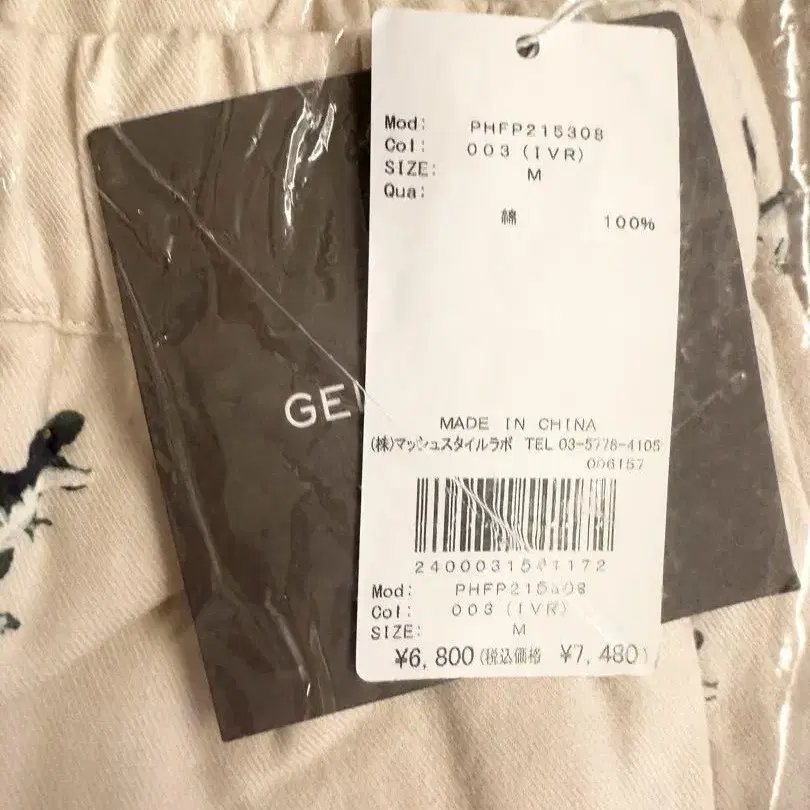 Mod: PHFP215308
Col: 003 (IVR)
SIZE: M
Qua:
綿 100%
GE
MADE IN CHINA
(株)マッシュスタイルラボ TEL 03-5778-4105
006157
Mod: PHFP215308
Col: 003 (IVR)
SIZE: M
¥6,800 (税込価格 ¥7,480)